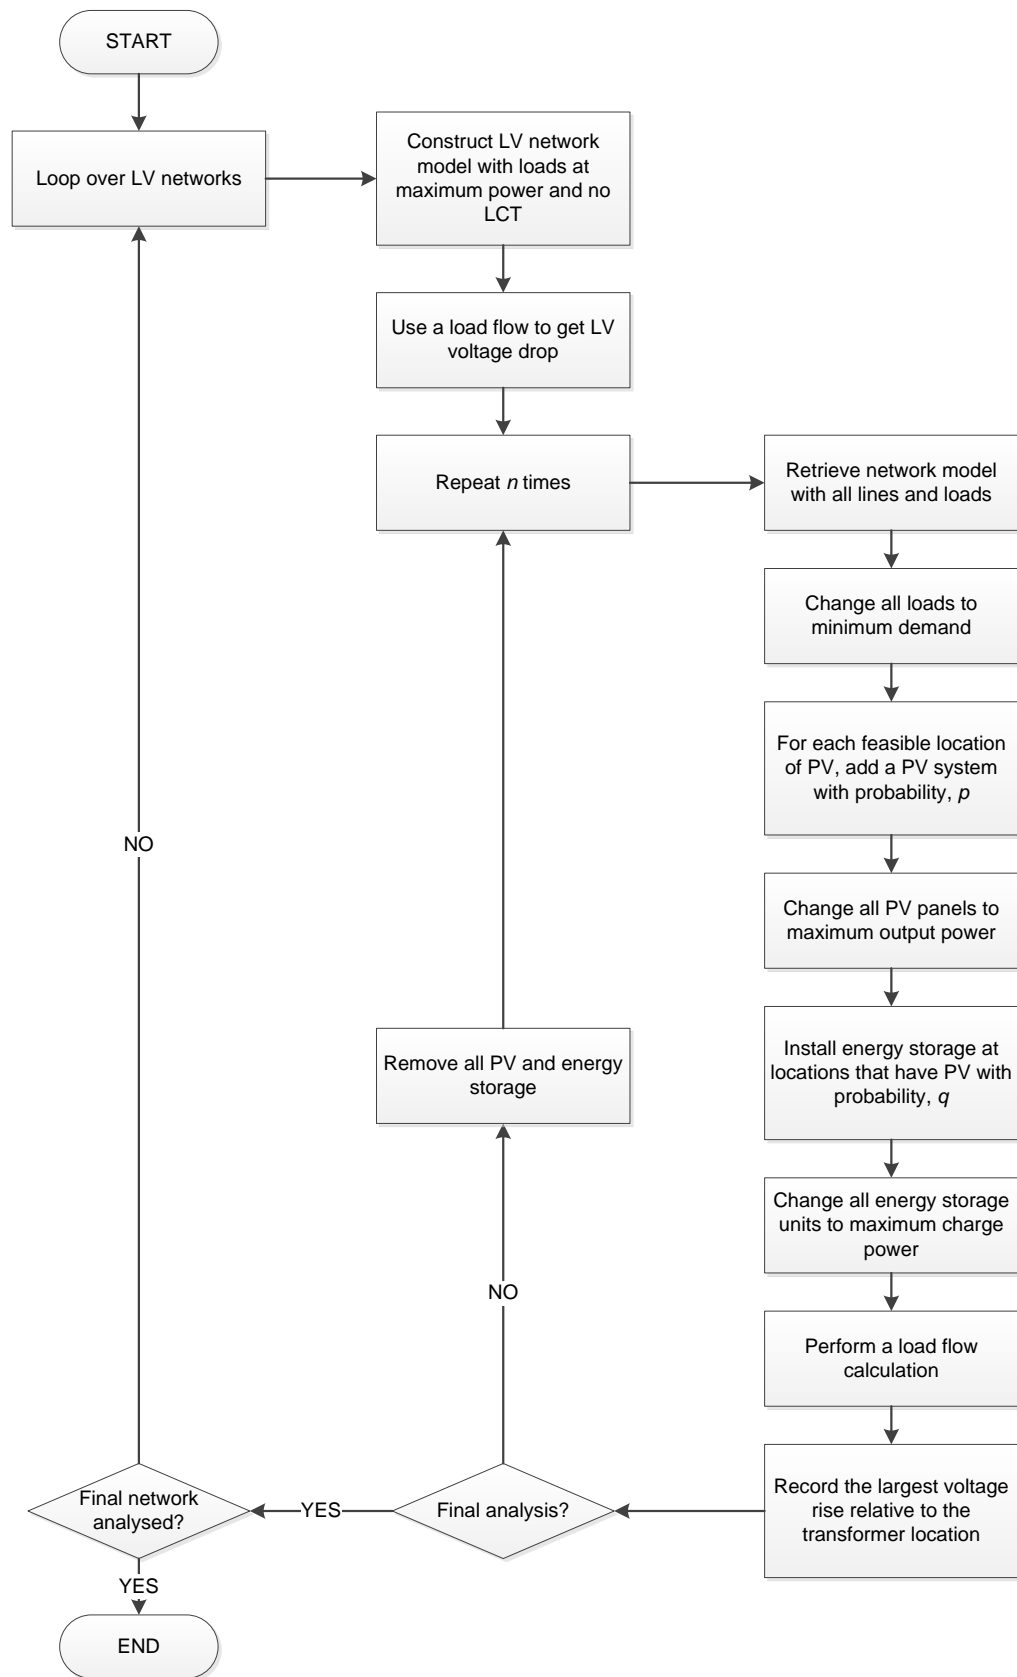 START
Loop over LV networks
Construct LV network
model with loads at
maximum power and no
LCT
Use a load flow to get LV
voltage drop
Repeat n times
Retrieve network model
with all lines and loads
Change all loads to
minimum demand
For each feasible location
of PV, add a PV system
with probability, p
Change all PV panels to
maximum output power
Install energy storage at
locations that have PV with
probability, q
Change all energy storage
units to maximum charge
power
Perform a load flow
calculation
Record the largest voltage
rise relative to the
transformer location
Final analysis?
NO
Remove all PV and energy
storage
YES
Final network
analysed?
NO
YES
END